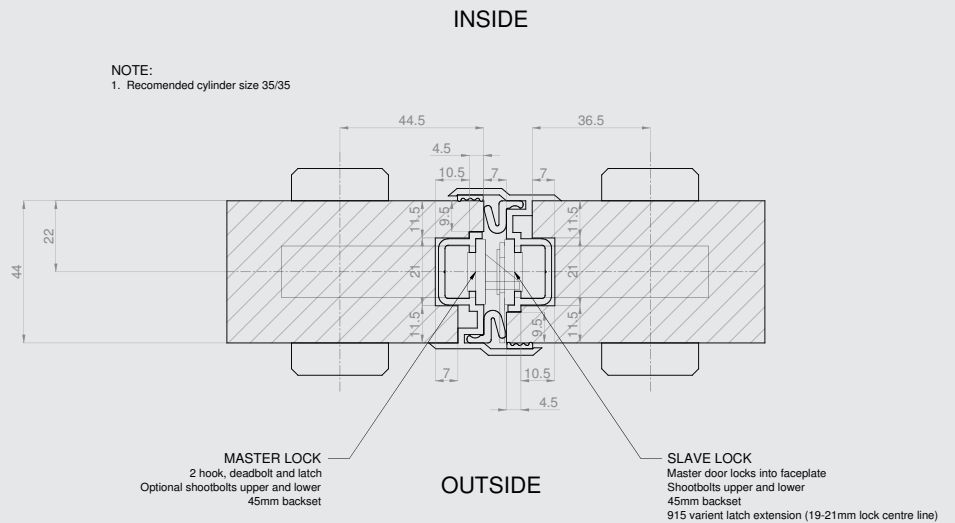 INSIDE
NOTE:
1. Recomended cylinder size 35/35
44.5
36.5
4.5
10.5
7
7
11.5
9.5
11.5
22
44
21
21
11.5
9.5
11.5
7
10.5
4.5
MASTER LOCK
2 hook, deadbolt and latch
Optional shootbolts upper and lower
45mm backset
OUTSIDE
SLAVE LOCK
Master door locks into faceplate
Shootbolts upper and lower
45mm backset
915 varient latch extension (19-21mm lock centre line)